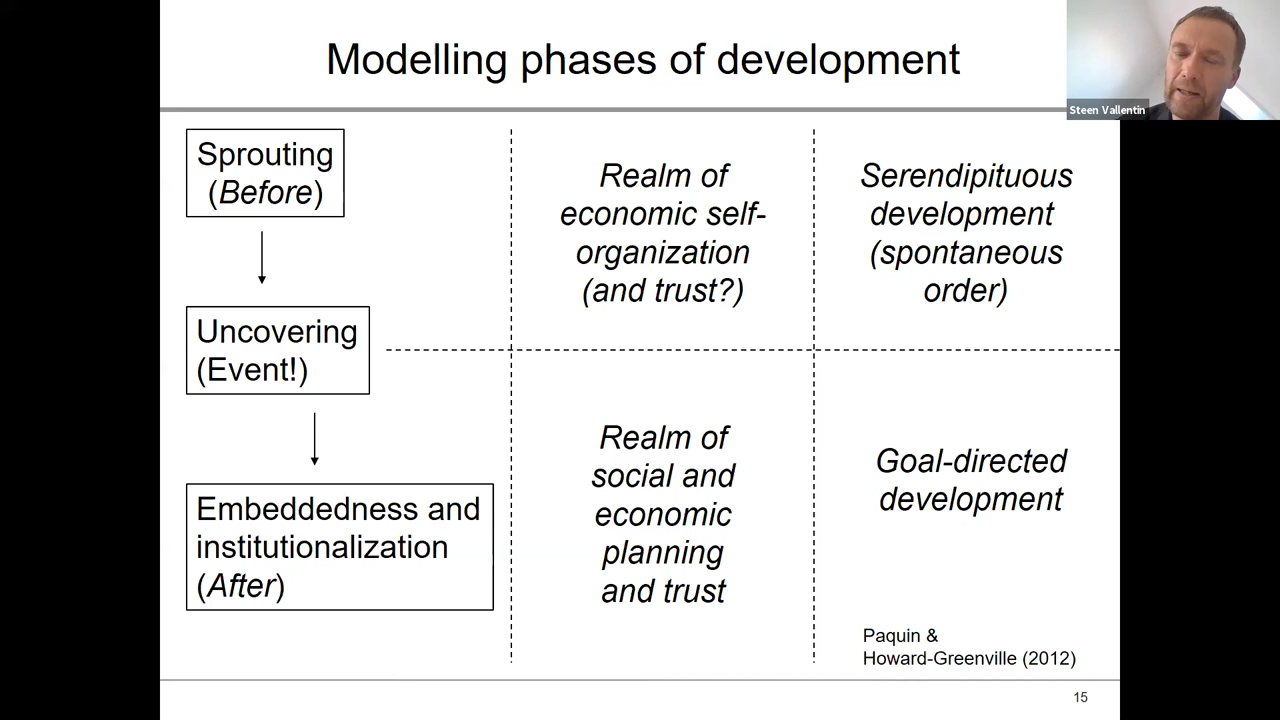 Modelling phases of development
Steen Vallentin
Sprouting
(Before)
Uncovering
(Event!)
Embeddedness and
institutionalization
(After)
Realm of
economic self-
organization
(and trust?)
Serendipituous
development
(spontaneous
order)
Realm of
social and
economic
planning
and trust
Goal-directed
development
Paquin &
Howard-Greenville (2012)
15